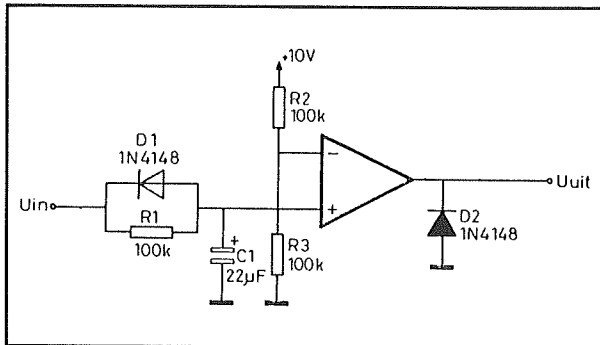 +10V
R2
100k
D1
1N4148
−
Uin
Uuit
R1
+
100k
+
C1
22µF
R3
100k
D2
1N4148